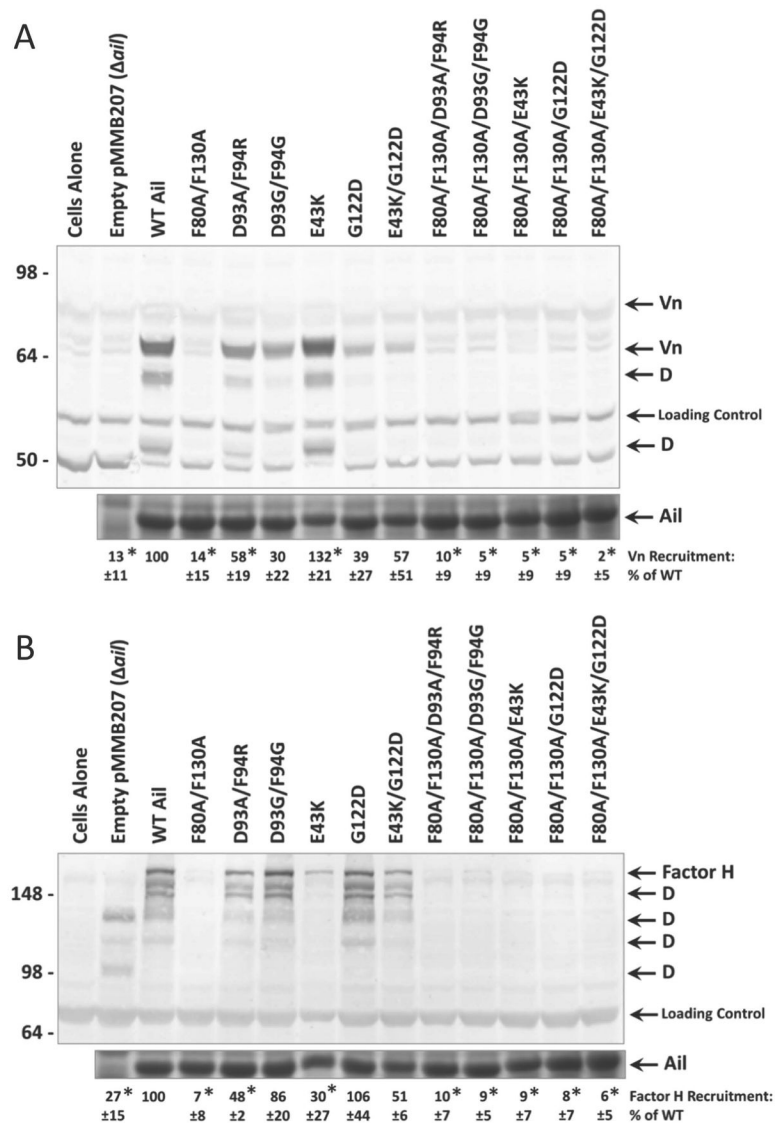 A
Cells Alone
Empty pMMB207 (Δail)
WT Ail
F80A/F130A
D93A/F94R
D93G/F94G
E43K
G122D
E43K/G122D
F80A/F130A/D93A/F94R
F80A/F130A/D93G/F94G
F80A/F130A/E43K
F80A/F130A/G122D
F80A/F130A/E43K/G122D
98 -
Vn
64 -
Vn
D
Loading Control
50 -
D
Ail
13* 100 14* 58* 30 132* 39 57 10* 5* 5* 5* 2* Vn Recruitment:
±11 ±15 ±19 ±22 ±21 ±27 ±51 ±9 ±9 ±9 ±9 ±5 % of WT
B
Cells Alone
Empty pMMB207 (Δail)
WT Ail
F80A/F130A
D93A/F94R
D93G/F94G
E43K
G122D
E43K/G122D
F80A/F130A/D93A/F94R
F80A/F130A/D93G/F94G
F80A/F130A/E43K
F80A/F130A/G122D
F80A/F130A/E43K/G122D
Factor H
148 -
D
D
D
98 -
D
Loading Control
64 -
Ail
27* 100 7* 48* 86 30* 106 51 10* 9* 9* 8* 6* Factor H Recruitment:
±15 ±8 ±2 ±20 ±27 ±44 ±6 ±7 ±5 ±7 ±7 ±5 % of WT